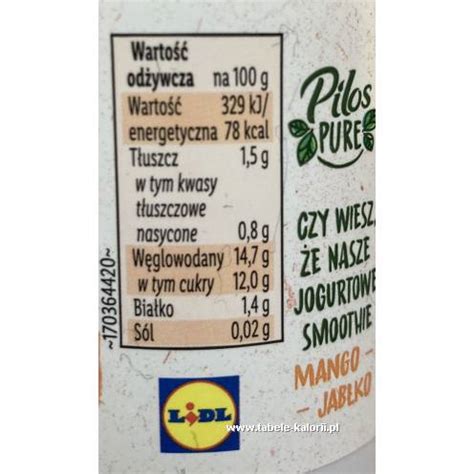 Wartość
odżywcza na 100 g
Wartość 329 kJ/
energetyczna 78 kcal
Tłuszcz 1,5 g
w tym kwasy
tłuszczowe
nasycone 0,8 g
Węglowodany 14,7 g
w tym cukry 12,0 g
Białko 1,4 g
Sól 0,02 g
~170364420~
Pilos
PURE
CZY WIESZ,
ŻE NASZE
JOGURTOWE
SMOOTHIE
MANGO –
– JABŁKO
LIDL
www.tabele-kalorii.pl